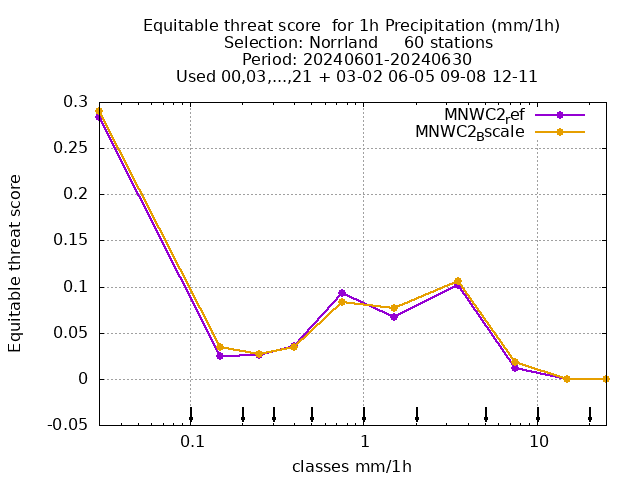 Equitable threat score  for 1h Precipitation (mm/1h)
Selection: Norrland     60 stations
Period: 20240601-20240630
Used 00,03,...,21 + 03-02 06-05 09-08 12-11
MNWC2ref
MNWC2Bscale
Equitable threat score
0.3
0.25
0.2
0.15
0.1
0.05
0
-0.05
0.1 1 10
classes mm/1h